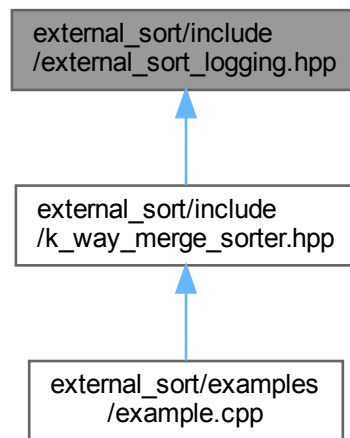 external_sort/include
/external_sort_logging.hpp
external_sort/include
/k_way_merge_sorter.hpp
external_sort/examples
/example.cpp